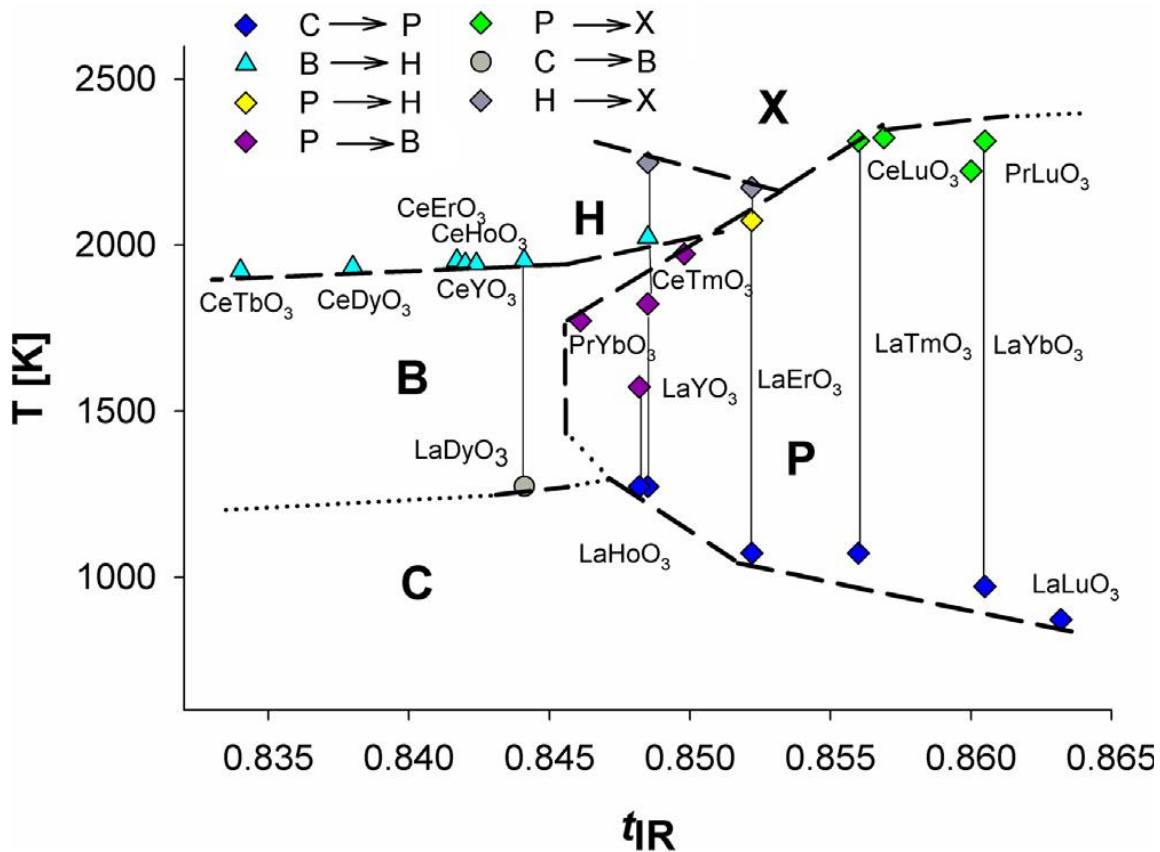 C → P P → X
B → H C → B
P → H H → X
P → B
2500
X
CeLuO₃ PrLuO₃
CeErO₃
H
CeHoO₃
2000
CeTbO₃ CeDyO₃ CeYO₃ CeTmO₃
PrYbO₃ LaTmO₃ LaYbO₃
T [K]
B LaYO₃ LaErO₃
1500
LaDyO3 P
LaHoO₃
1000 C LaLuO₃
0.835 0.840 0.845 0.850 0.855 0.860 0.865
tIR